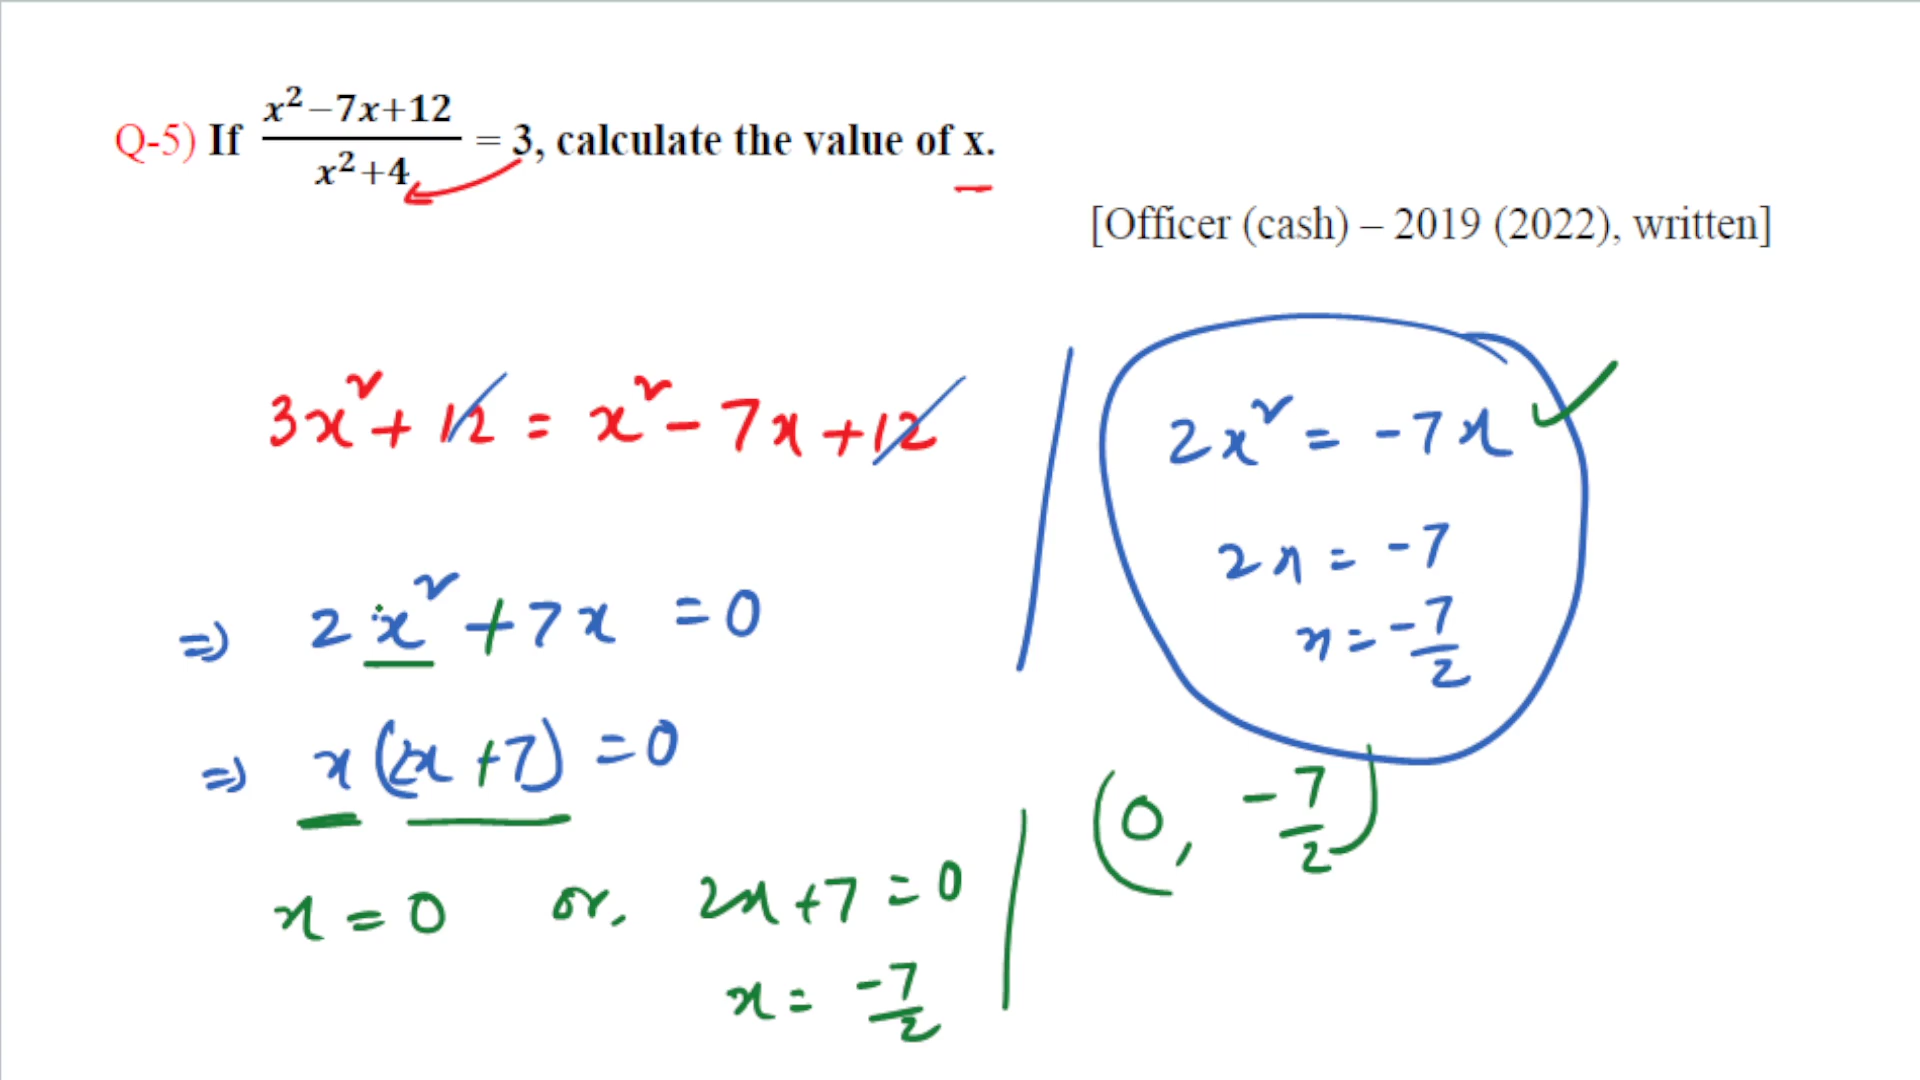 Q-5) If x²−7x+12 / x²+4 = 3, calculate the value of x.
[Officer (cash) – 2019 (2022), written]
3x² + 12 = x² - 7x + 12
⇒ 2x² + 7x = 0
⇒ x(2x + 7) = 0
x = 0 or, 2x + 7 = 0
x = -7/2
2x² = -7x
2x = -7
x = -7/2
(0, -7/2)